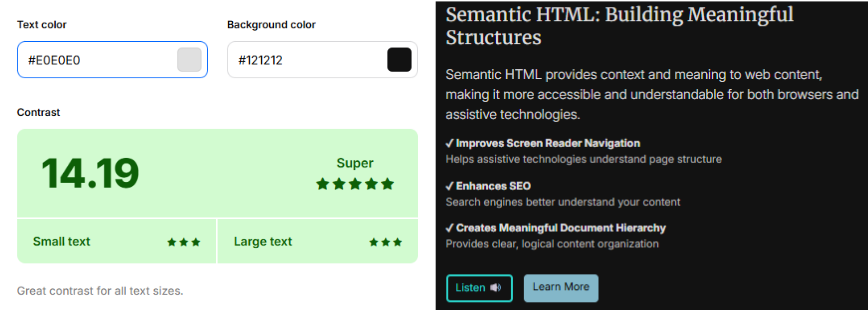 Text color
Background color
#E0E0E0
#121212
Contrast
14.19
Super
★★★★★
Small text ★★★
Large text ★★★
Great contrast for all text sizes.
Semantic HTML: Building Meaningful
Structures
Semantic HTML provides context and meaning to web content,
making it more accessible and understandable for both browsers and
assistive technologies.
✓ Improves Screen Reader Navigation
Helps assistive technologies understand page structure
✓ Enhances SEO
Search engines better understand your content
✓ Creates Meaningful Document Hierarchy
Provides clear, logical content organization
Listen 🔊
Learn More